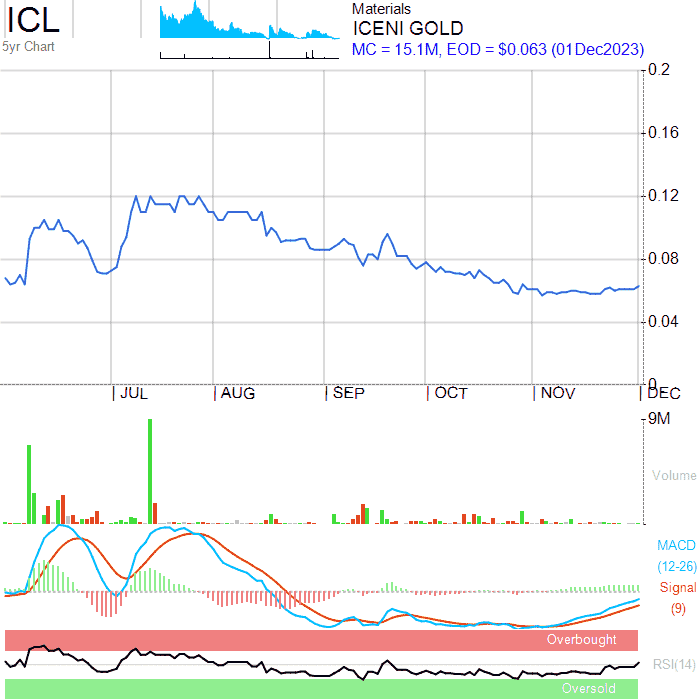 ICL
5yr Chart
Materials
ICENI GOLD
MC = 15.1M, EOD = $0.063 (01Dec2023)
0.2
0.16
0.12
0.08
0.04
0
JUL AUG SEP OCT NOV DEC
9M
Volume
MACD
(12-26)
Signal
(9)
Overbought
RSI(14)
Oversold